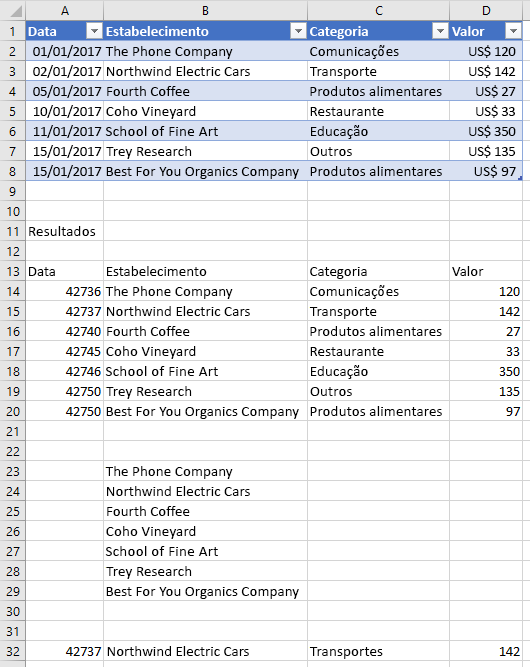 A B C D
1 Data Estabelecimento Categoria Valor
2 01/01/2017 The Phone Company Comunicações US$ 120
3 02/01/2017 Northwind Electric Cars Transporte US$ 142
4 05/01/2017 Fourth Coffee Produtos alimentares US$ 27
5 10/01/2017 Coho Vineyard Restaurante US$ 33
6 11/01/2017 School of Fine Art Educação US$ 350
7 15/01/2017 Trey Research Outros US$ 135
8 15/01/2017 Best For You Organics Company Produtos alimentares US$ 97
9
10
11 Resultados
12
13 Data Estabelecimento Categoria Valor
14 42736 The Phone Company Comunicações 120
15 42737 Northwind Electric Cars Transporte 142
16 42740 Fourth Coffee Produtos alimentares 27
17 42745 Coho Vineyard Restaurante 33
18 42746 School of Fine Art Educação 350
19 42750 Trey Research Outros 135
20 42750 Best For You Organics Company Produtos alimentares 97
21
22
23 The Phone Company
24 Northwind Electric Cars
25 Fourth Coffee
26 Coho Vineyard
27 School of Fine Art
28 Trey Research
29 Best For You Organics Company
30
31
32 42737 Northwind Electric Cars Transportes 142